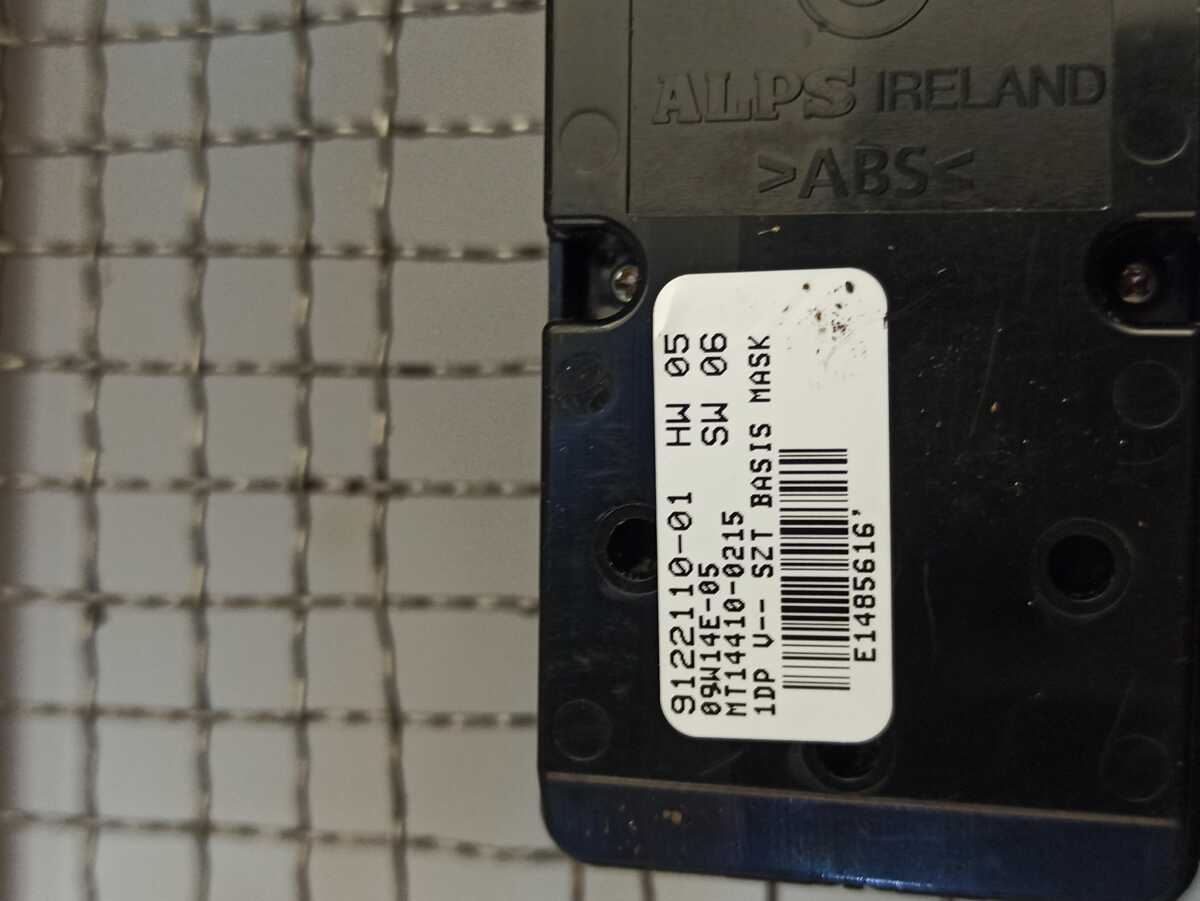 ALPS IRELAND
>ABS<
9122110-01 HW 05
09W14E-05 SW 06
MT14410-0215
1DP V-- SZT BASIS MASK
E1485616'